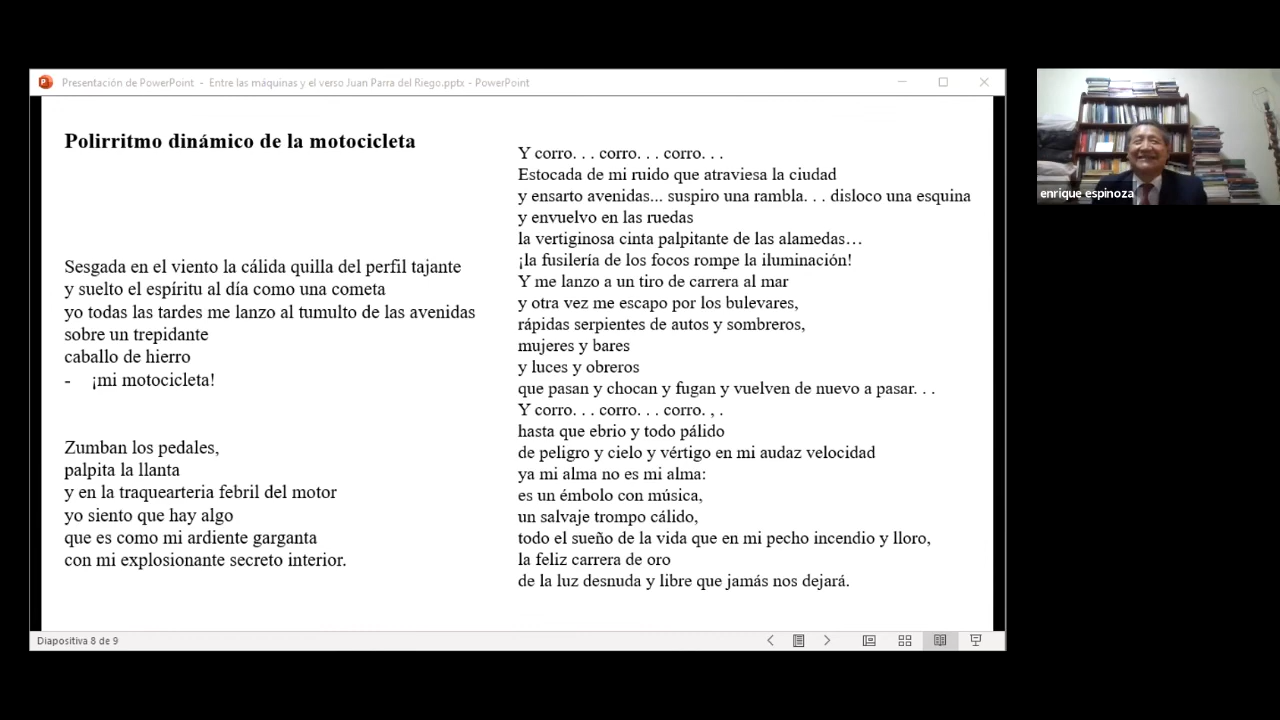 Presentación de PowerPoint - Entre las máquinas y el verso Juan Parra del Riego.pptx - PowerPoint
Polirritmo dinámico de la motocicleta
Sesgada en el viento la cálida quilla del perfil tajante
y suelto el espíritu al día como una cometa
yo todas las tardes me lanzo al tumulto de las avenidas
sobre un trepidante
caballo de hierro
- ¡mi motocicleta!
Zumban los pedales,
palpita la llanta
y en la traquearteria febril del motor
yo siento que hay algo
que es como mi ardiente garganta
con mi explosionante secreto interior.
Y corro. . . corro. . . corro. . .
Estocada de mi ruido que atraviesa la ciudad
y ensarto avenidas... suspiro una rambla. . . disloco una esquina
y envuelvo en las ruedas
la vertiginosa cinta palpitante de las alamedas…
¡la fusilería de los focos rompe la iluminación!
Y me lanzo a un tiro de carrera al mar
y otra vez me escapo por los bulevares,
rápidas serpientes de autos y sombreros,
mujeres y bares
y luces y obreros
que pasan y chocan y fugan y vuelven de nuevo a pasar. . .
Y corro. . . corro. . . corro. , .
hasta que ebrio y todo pálido
de peligro y cielo y vértigo en mi audaz velocidad
ya mi alma no es mi alma:
es un émbolo con música,
un salvaje trompo cálido,
todo el sueño de la vida que en mi pecho incendio y lloro,
la feliz carrera de oro
de la luz desnuda y libre que jamás nos dejará.
Diapositiva 8 de 9
enrique espinoza